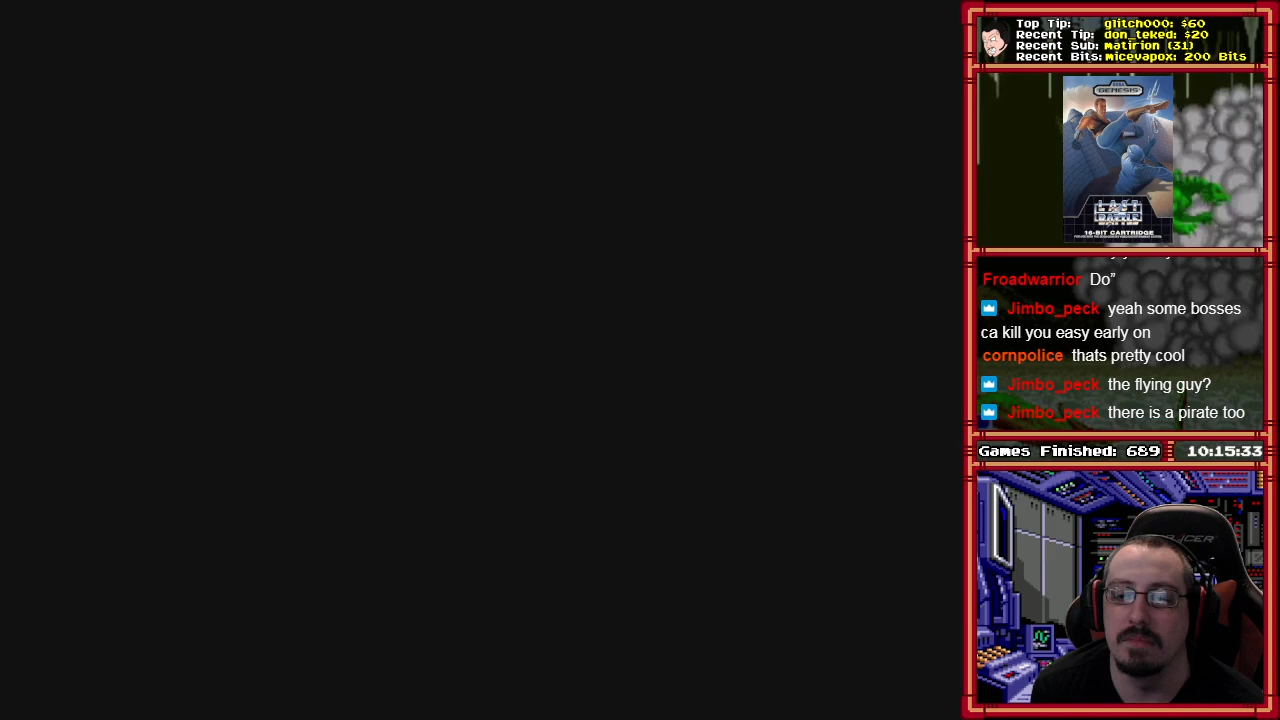 Top Tip: glitch000: $60
Recent Tip: don_teked: $20
Recent Sub: matirion (31)
Recent Bits: micevapox: 200 Bits
GENESIS
LAST
BATTLE
16-BIT CARTRIDGE
Froadwarrior Do”
Jimbo_peck yeah some bosses
ca kill you easy early on
cornpolice thats pretty cool
Jimbo_peck the flying guy?
Jimbo_peck there is a pirate too
Games Finished: 689 10:15:33